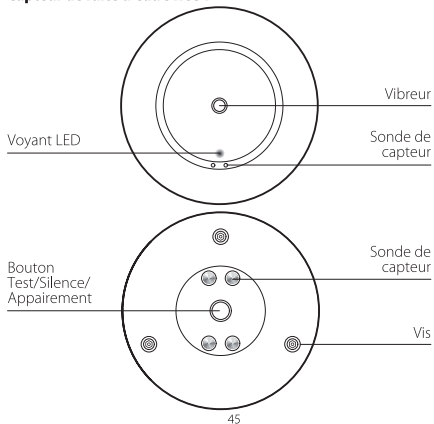 Vibreur
Voyant LED
Sonde de
capteur
Sonde de
capteur
Bouton
Test/Silence/
Appairement
Vis
45